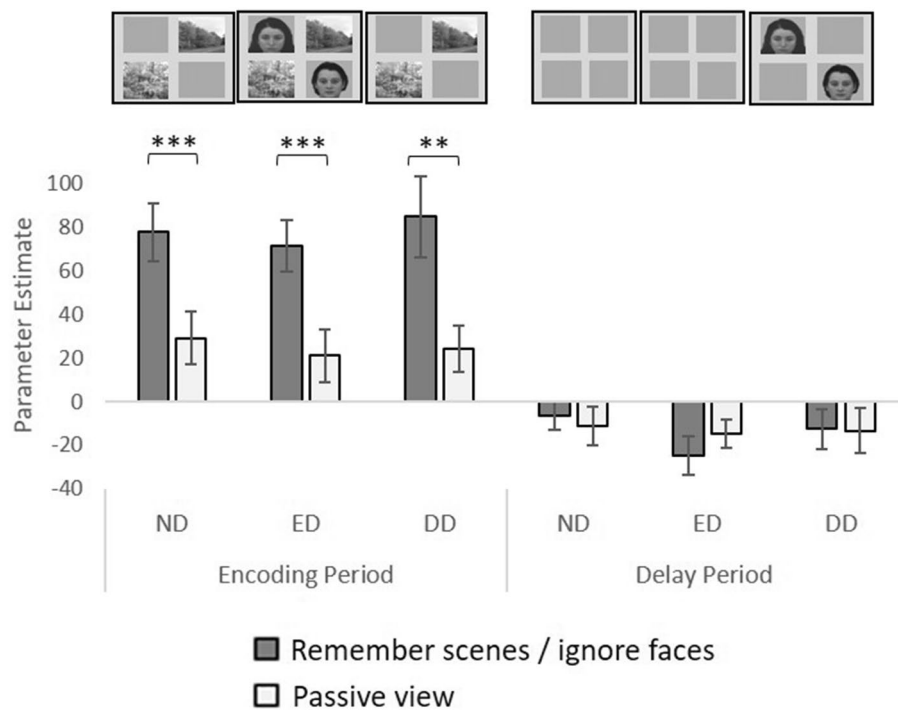 *** *** **
100
80
60
40
20
0
-20
-40
Parameter Estimate
ND ED DD ND ED DD
Encoding Period Delay Period
Remember scenes / ignore faces
Passive view